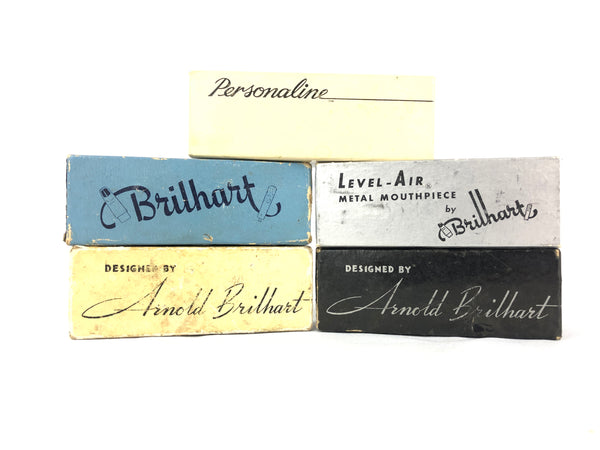 Personaline
Brilhart
LEVEL-AIR
METAL MOUTHPIECE
by
Brilhart
DESIGNED BY
Arnold Brilhart
DESIGNED BY
Arnold Brilhart